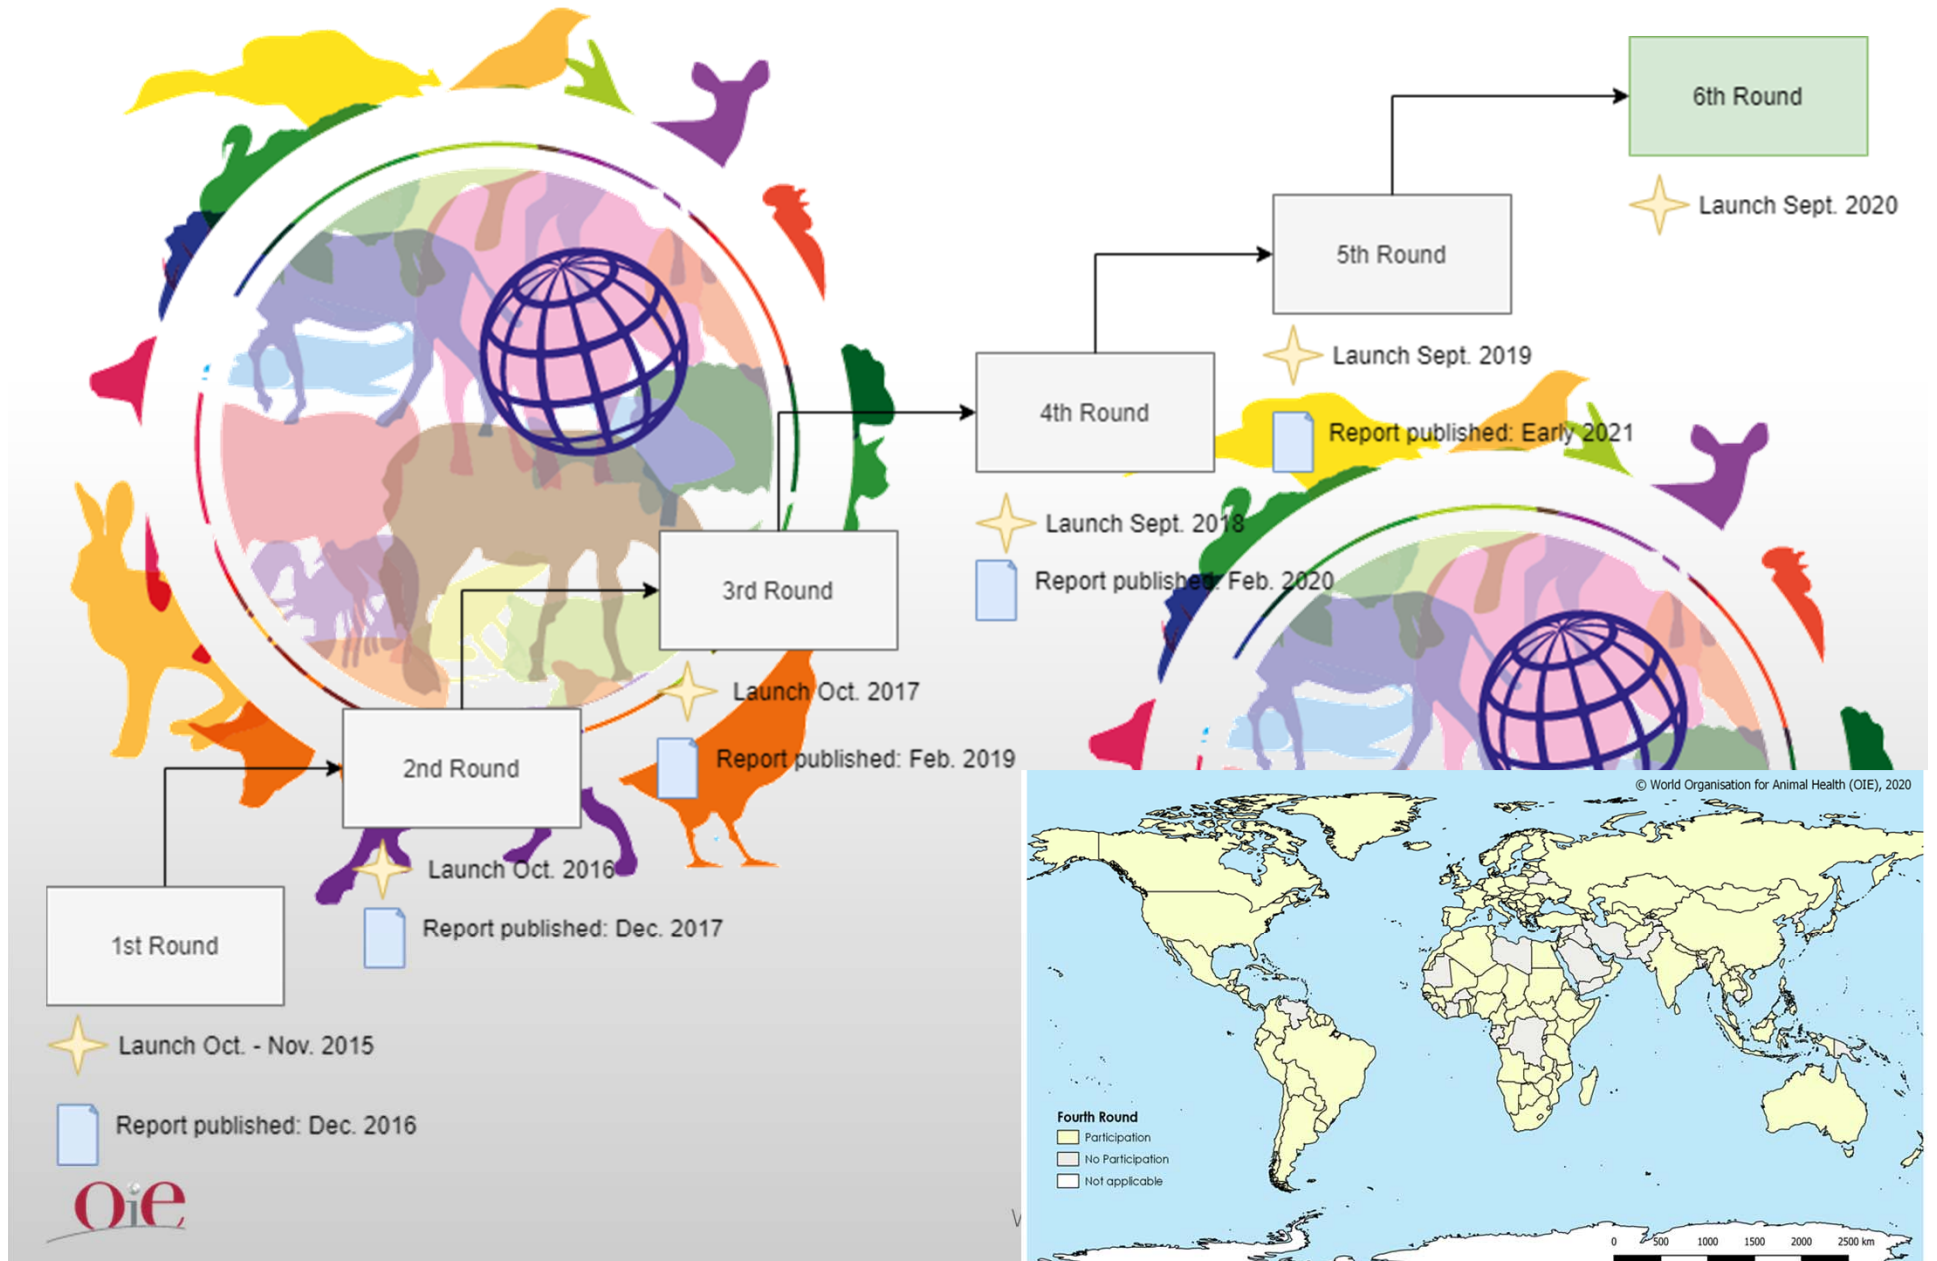 6th Round
Launch Sept. 2020
5th Round
Launch Sept. 2019
Report published: Early 2021
4th Round
Launch Sept. 2018
Report published: Feb. 2020
3rd Round
Launch Oct. 2017
Report published: Feb. 2019
2nd Round
Launch Oct. 2016
Report published: Dec. 2017
1st Round
Launch Oct. - Nov. 2015
Report published: Dec. 2016
Oie
© World Organisation for Animal Health (OIE), 2020
Fourth Round
Participation
No Participation
Not applicable
0 500 1000 1500 2000 2500 km